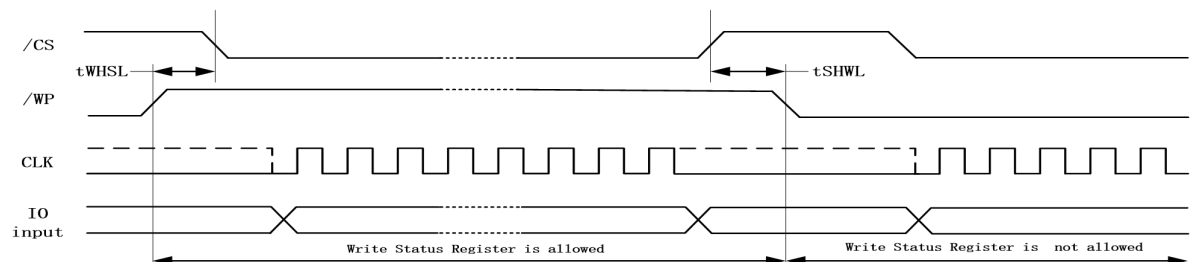 /CS
tWHSL
tSHWL
/WP
CLK
IO
input
Write Status Register is allowed
Write Status Register is not allowed